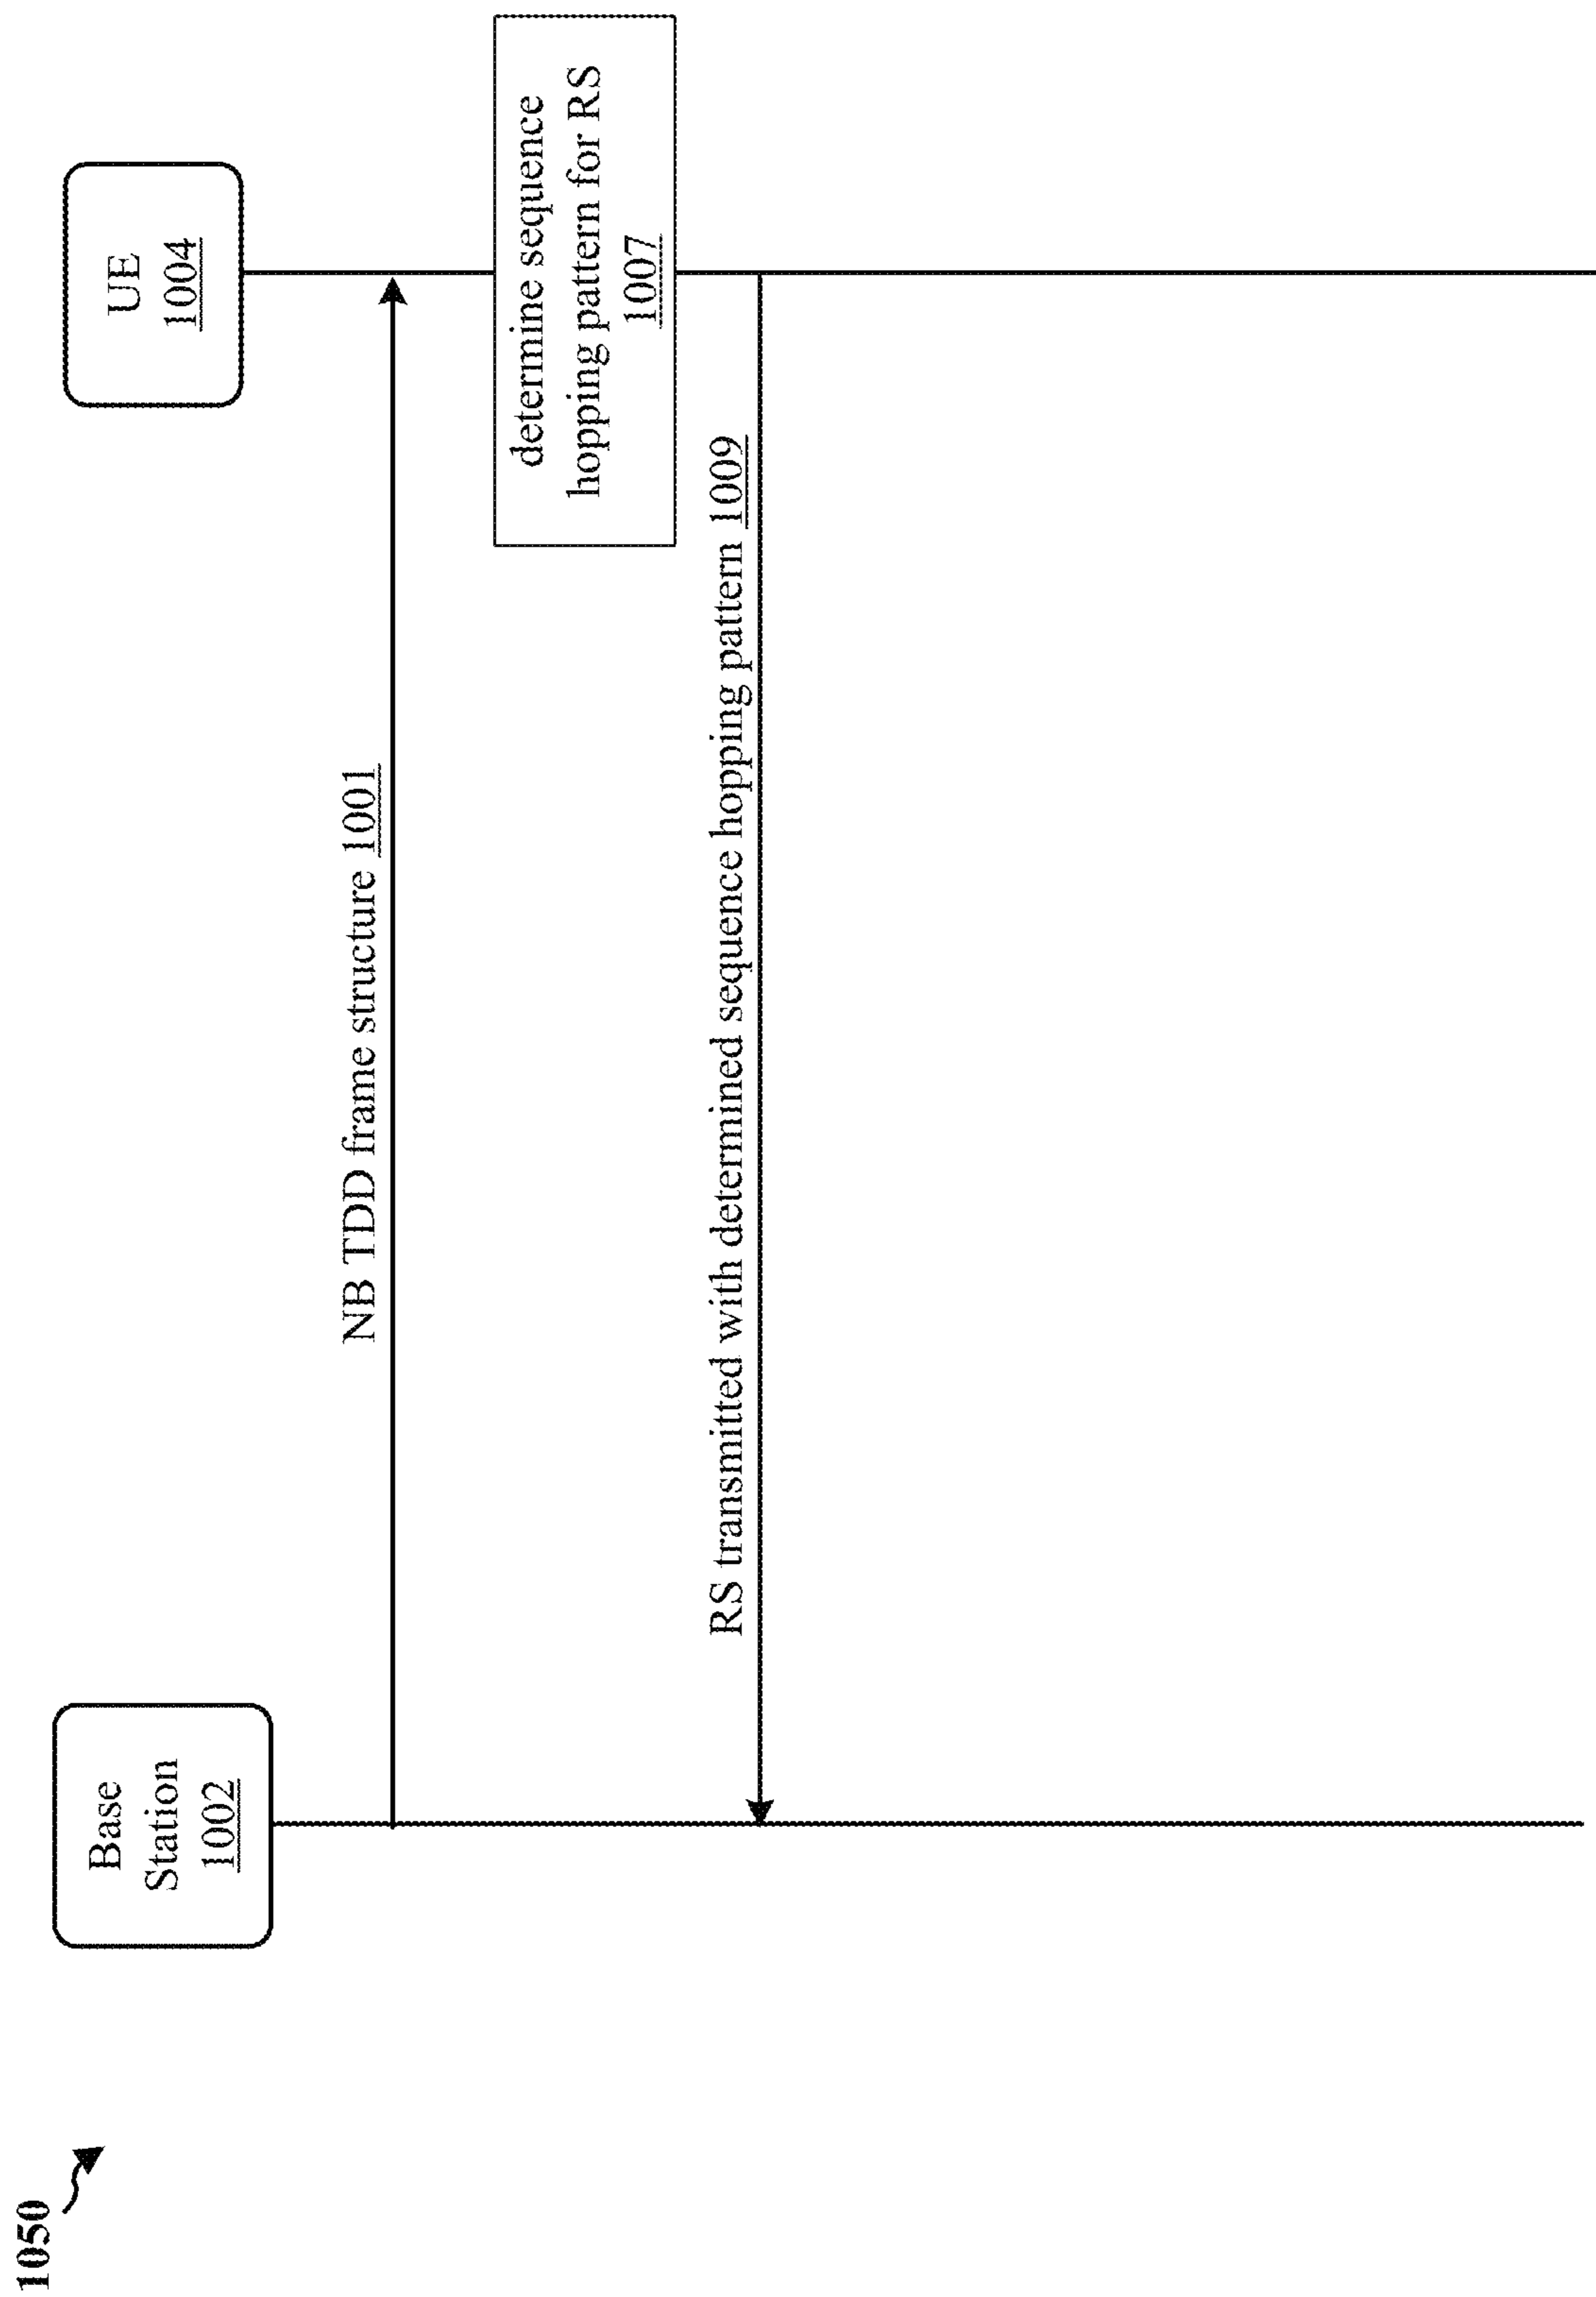 1050
Base
Station
1002
UE
1004
NB TDD frame structure 1001
determine sequence
hopping pattern for RS
1007
RS transmitted with determined sequence hopping pattern 1009